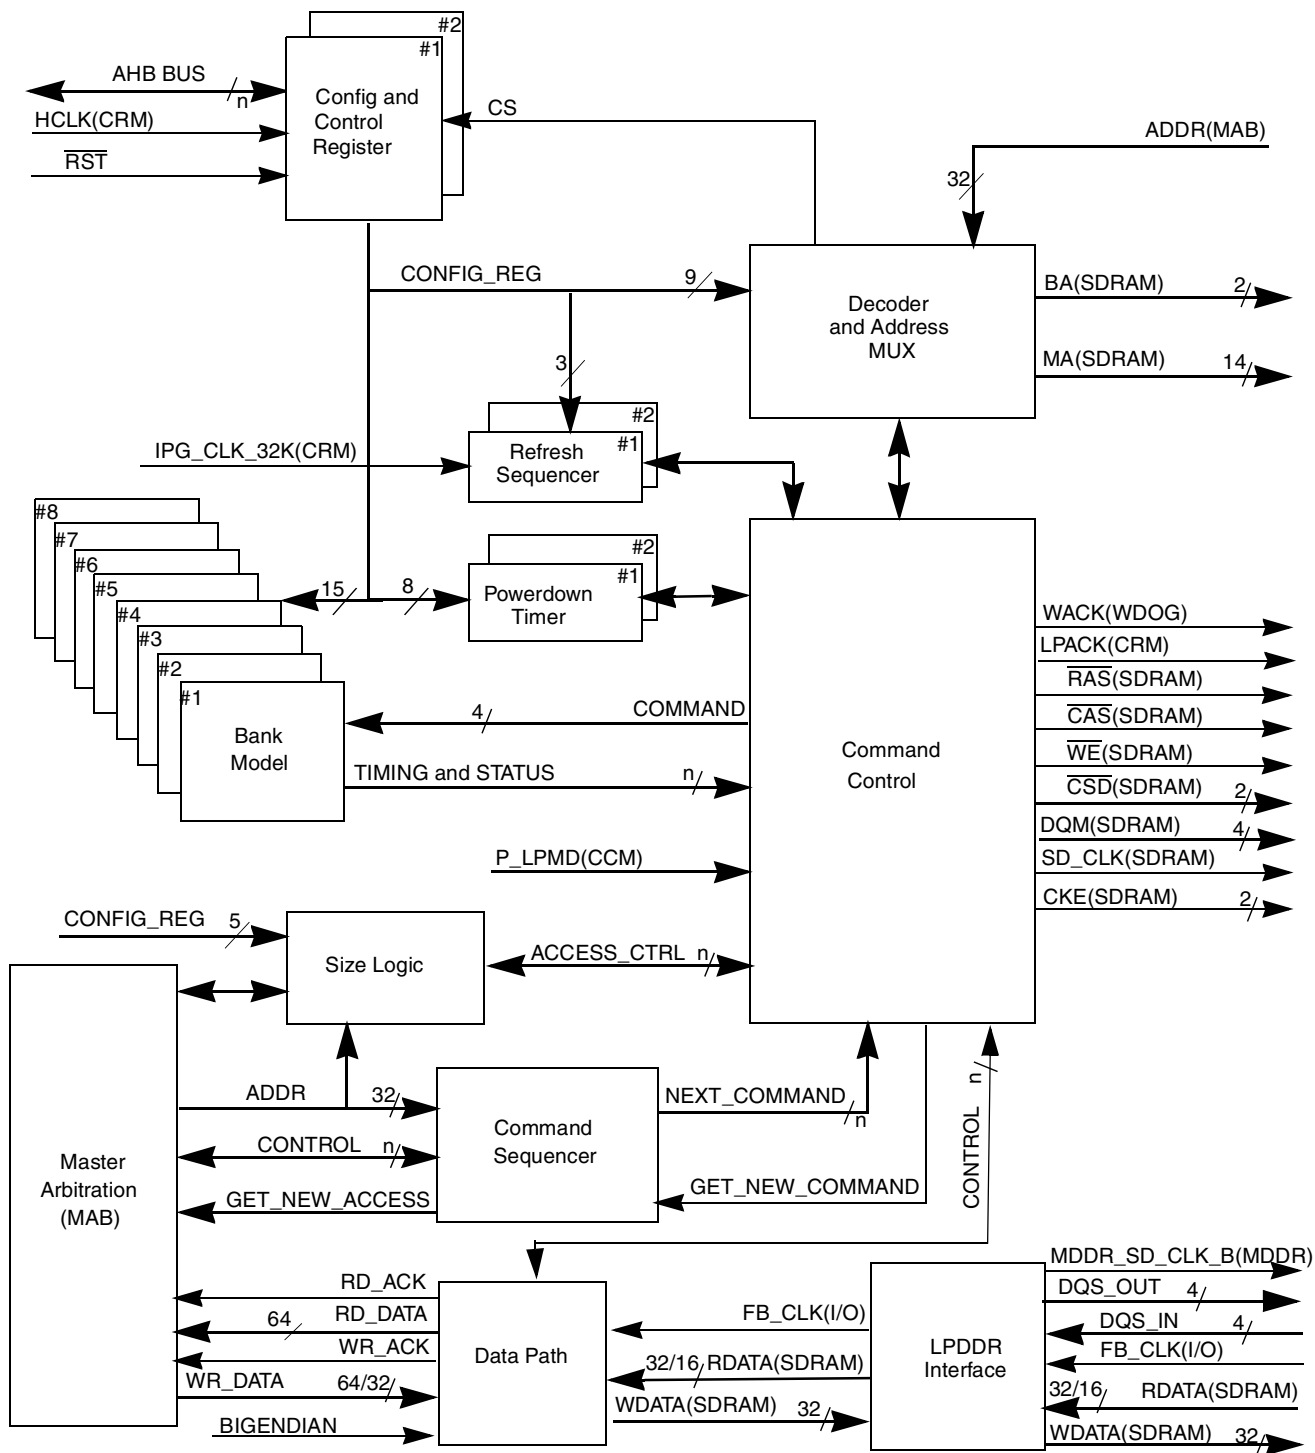 #2
#1
AHB BUS
n
Config and
Control
Register
HCLK(CRM)
RST
CS
ADDR(MAB)
32
CONFIG_REG
9
Decoder
and Address
MUX
BA(SDRAM)
2
MA(SDRAM)
14
3
#2
#1
IPG_CLK_32K(CRM)
Refresh
Sequencer
#8
#7
#6
#5
#4
#3
#2
#1
Bank
Model
15
8
#2
#1
Powerdown
Timer
4
COMMAND
TIMING and STATUS
n
Command
Control
P_LPMD(CCM)
WACK(WDOG)
LPACK(CRM)
RAS(SDRAM)
CAS(SDRAM)
WE(SDRAM)
CSD(SDRAM)
2
DQM(SDRAM)
4
SD_CLK(SDRAM)
CKE(SDRAM)
2
CONFIG_REG
5
Size Logic
ACCESS_CTRL
n
Master
Arbitration
(MAB)
ADDR
32
CONTROL
n
GET_NEW_ACCESS
Command
Sequencer
NEXT_COMMAND
n
GET_NEW_COMMAND
CONTROL
n
RD_ACK
RD_DATA
64
WR_ACK
WR_DATA
64/32
BIGENDIAN
Data Path
FB_CLK(I/O)
32/16
RDATA(SDRAM)
WDATA(SDRAM)
32
LPDDR
Interface
MDDR_SD_CLK_B(MDDR)
DQS_OUT
4
DQS_IN
4
FB_CLK(I/O)
32/16
RDATA(SDRAM)
WDATA(SDRAM)
32